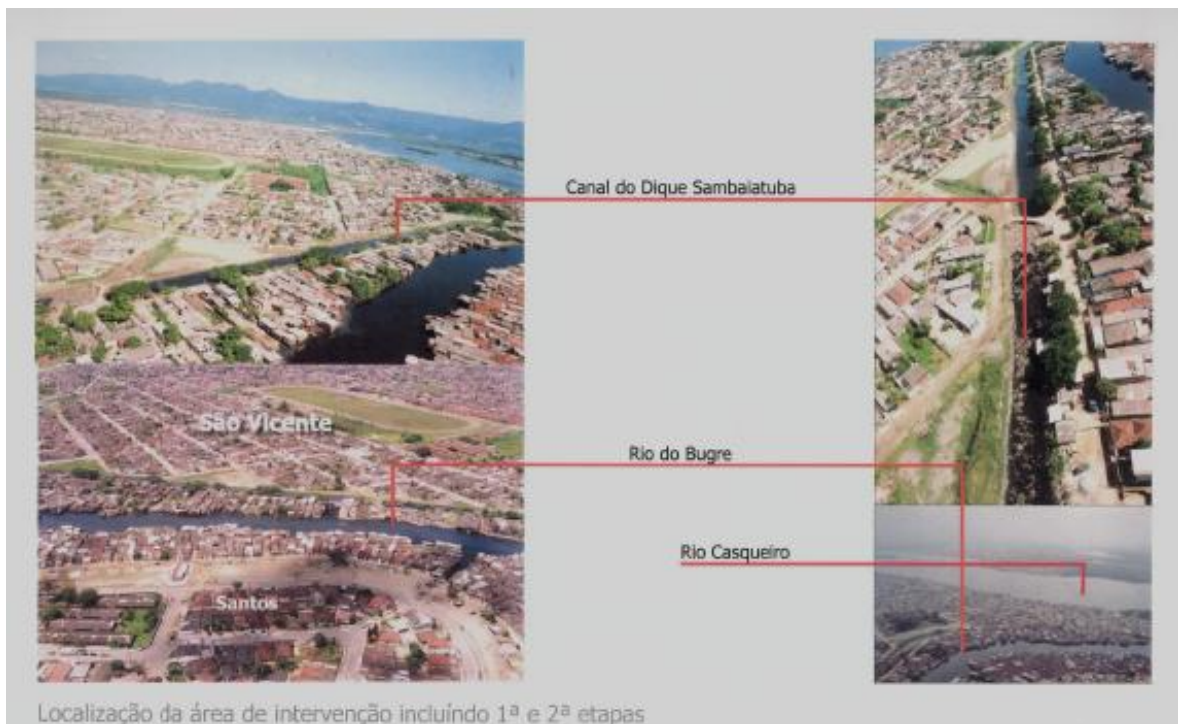 Canal do Dique Sambaiatuba
São Vicente
Rio do Bugre
Rio Casqueiro
Santos
Localização da área de intervenção incluíndo 1ª e 2ª etapas